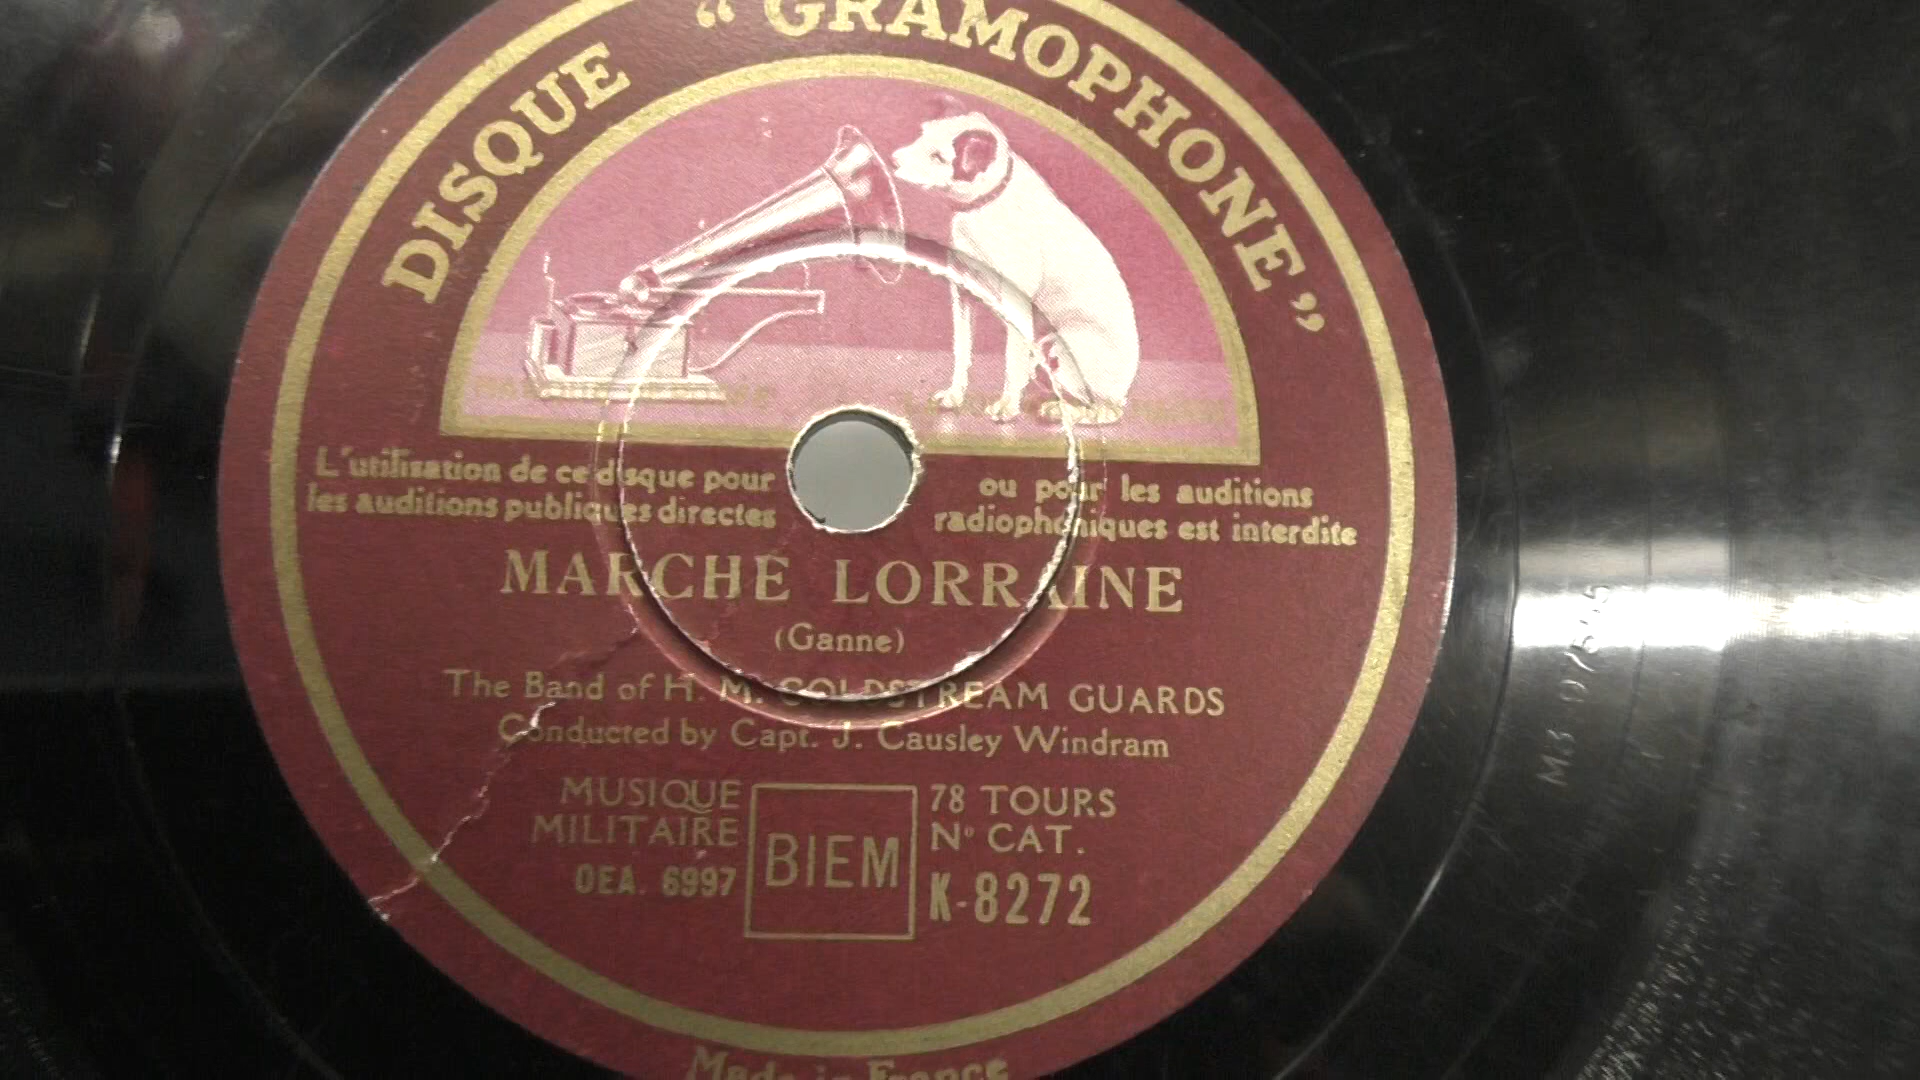 DISQUE “GRAMOPHONE”
L'utilisation de ce disque pour
les auditions publiques directes
ou pour les auditions
radiophoniques est interdite
MARCHE LORRAINE
(Ganne)
The Band of H. M. COLDSTREAM GUARDS
Conducted by Capt. J. Causley Windram
MUSIQUE
MILITAIRE
OEA. 6997
BIEM
78 TOURS
Nº CAT.
K-8272
Made in France